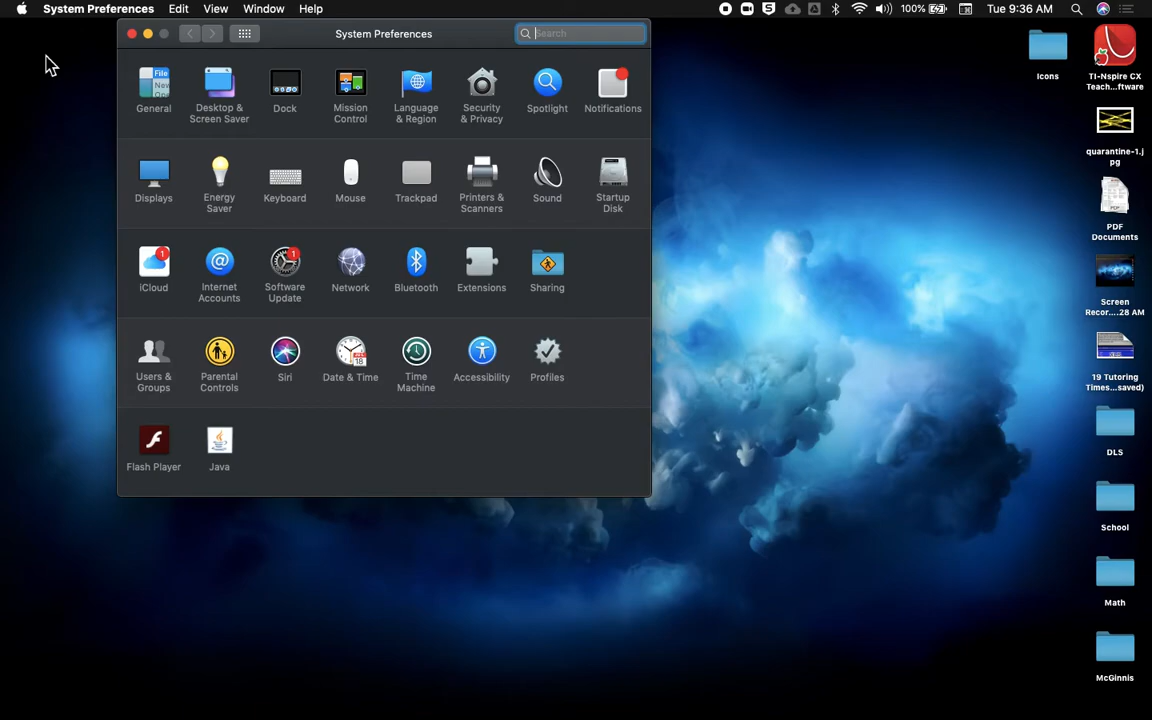 System Preferences Edit View Window Help
100% Tue 9:36 AM
System Preferences
Search
General
Desktop &
Screen Saver
Dock
Mission
Control
Language
& Region
Security
& Privacy
Spotlight
Notifications
Displays
Energy
Saver
Keyboard
Mouse
Trackpad
Printers &
Scanners
Sound
Startup
Disk
iCloud
Internet
Accounts
Software
Update
Network
Bluetooth
Extensions
Sharing
Users &
Groups
Parental
Controls
Siri
Date & Time
Time
Machine
Accessibility
Profiles
Flash Player
Java
Icons
TI-Nspire CX
Teach...ftware
quarantine-1.j
pg
PDF
Documents
Screen
Recor....28 AM
19 Tutoring
Times...saved)
DLS
School
Math
McGinnis